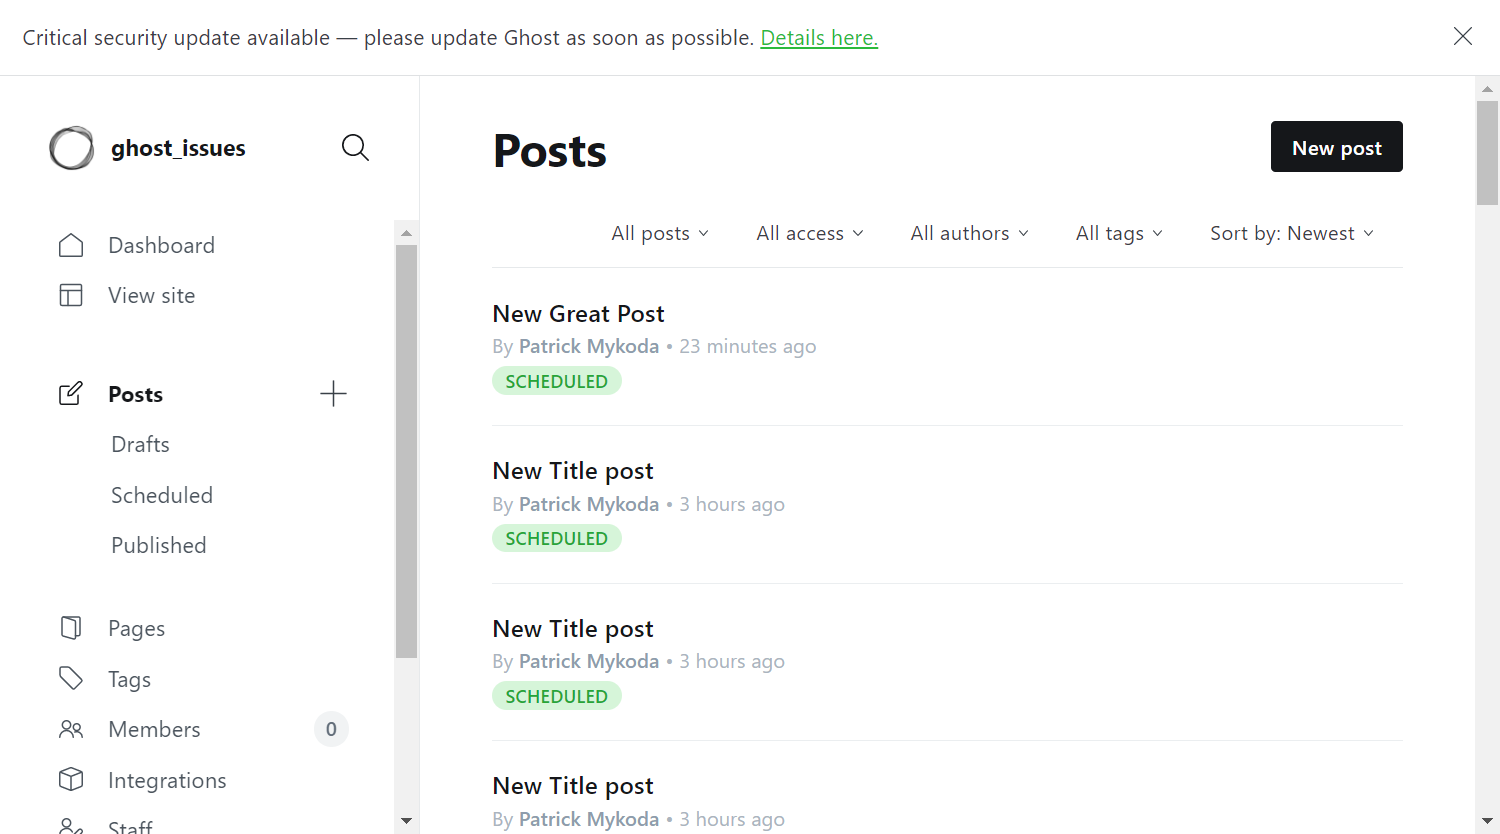 Critical security update available — please update Ghost as soon as possible. Details here.
ghost_issues
Dashboard
View site
Posts
Drafts
Scheduled
Published
Pages
Tags
Members 0
Integrations
Staff
Posts
New post
All posts All access All authors All tags Sort by: Newest
New Great Post
By Patrick Mykoda • 23 minutes ago
SCHEDULED
New Title post
By Patrick Mykoda • 3 hours ago
SCHEDULED
New Title post
By Patrick Mykoda • 3 hours ago
SCHEDULED
New Title post
By Patrick Mykoda • 3 hours ago